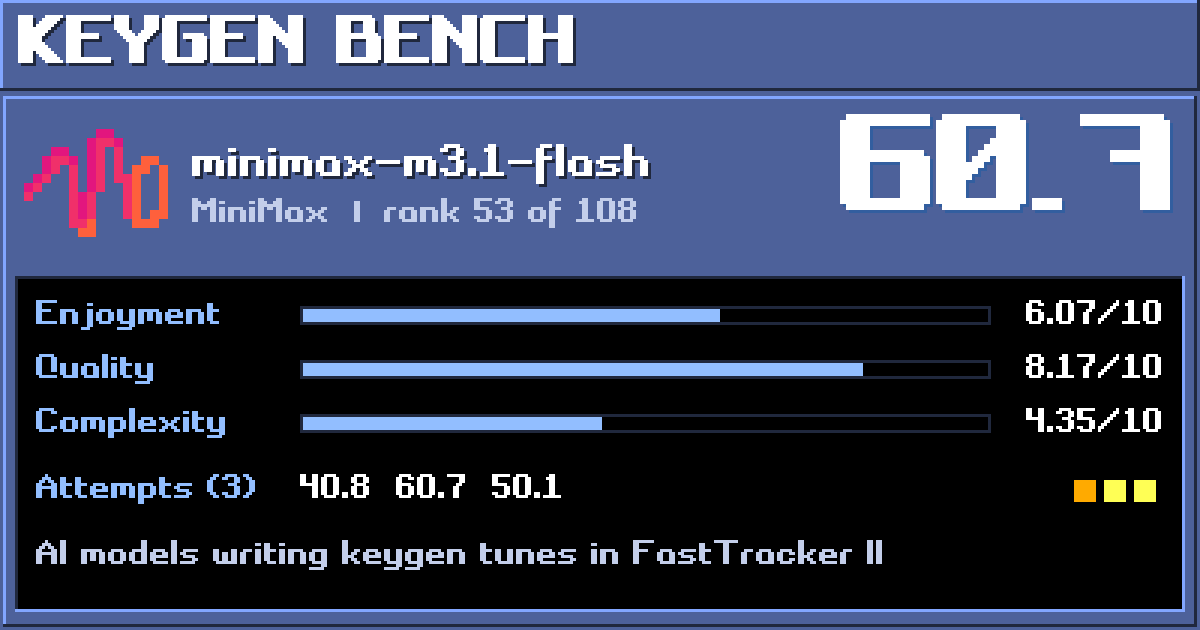 KEYGEN BENCH
minimax-m3.1-flash
MiniMax | rank 53 of 108
60.7
Enjoyment 6.07/10
Quality 8.17/10
Complexity 4.35/10
Attempts (3) 40.8 60.7 50.1
AI models writing keygen tunes in FastTracker II